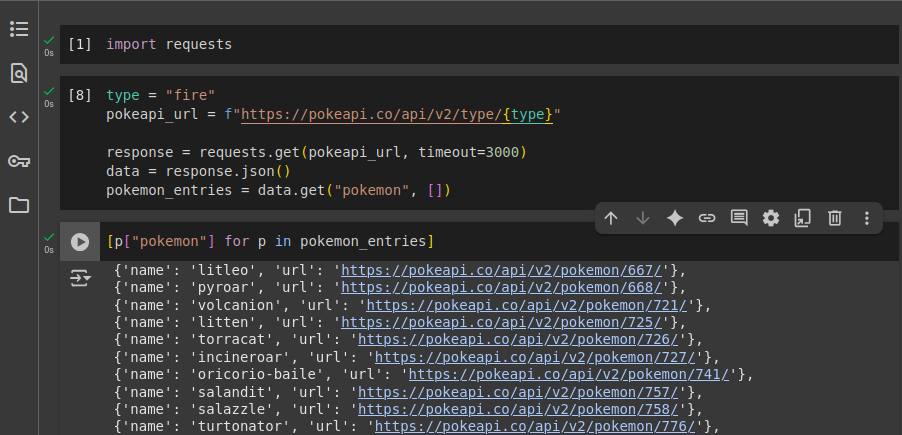 [1] import requests
0s
[8] type = "fire"
0s
pokeapi_url = f"https://pokeapi.co/api/v2/type/{type}"
response = requests.get(pokeapi_url, timeout=3000)
data = response.json()
pokemon_entries = data.get("pokemon", [])
[p["pokemon"] for p in pokemon_entries]
0s
{'name': 'litleo', 'url': 'https://pokeapi.co/api/v2/pokemon/667/'},
{'name': 'pyroar', 'url': 'https://pokeapi.co/api/v2/pokemon/668/'},
{'name': 'volcanion', 'url': 'https://pokeapi.co/api/v2/pokemon/721/'},
{'name': 'litten', 'url': 'https://pokeapi.co/api/v2/pokemon/725/'},
{'name': 'torracat', 'url': 'https://pokeapi.co/api/v2/pokemon/726/'},
{'name': 'incineroar', 'url': 'https://pokeapi.co/api/v2/pokemon/727/'},
{'name': 'oricorio-baile', 'url': 'https://pokeapi.co/api/v2/pokemon/741/'},
{'name': 'salandit', 'url': 'https://pokeapi.co/api/v2/pokemon/757/'},
{'name': 'salazzle', 'url': 'https://pokeapi.co/api/v2/pokemon/758/'},
{'name': 'turtonator', 'url': 'https://pokeapi.co/api/v2/pokemon/776/'},